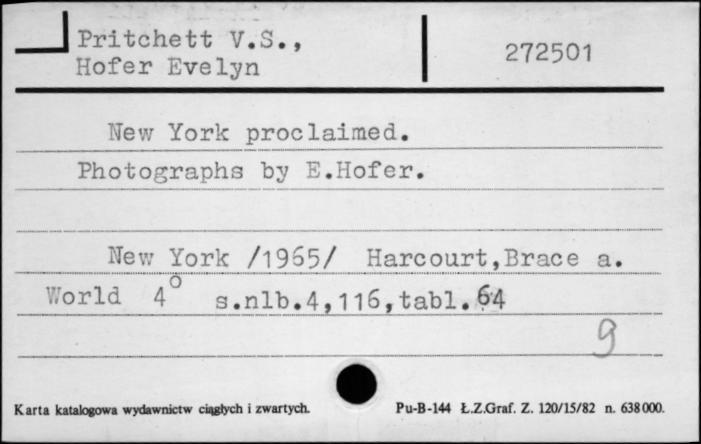 Pritchett V.S.,
Hofer Evelyn
272501
New York proclaimed.
Photographs by E.Hofer.
New York /1965/ Harcourt,Brace a.
World 4° s.nlb.4,116,tabl.64
9
Karta katalogowa wydawnictw ciągłych i zwartych.
Pu-B-144 Ł.Z.Graf. Z. 120/15/82 n. 638000.